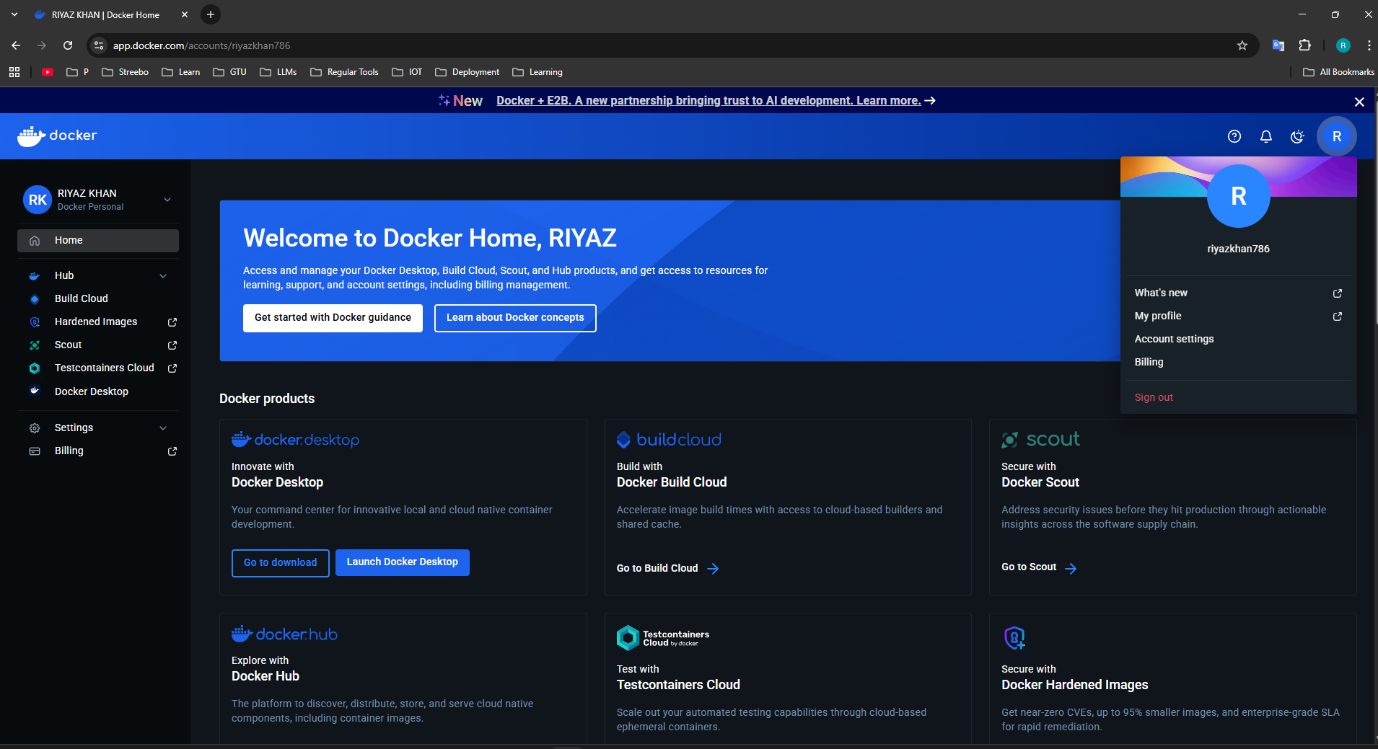 RIYAZ KHAN | Docker Home
app.docker.com/accounts/riyazkhan786
R
P
Streebo
Learn
GTU
LLMs
Regular Tools
IOT
Deployment
Learning
All Bookmarks
New Docker + E2B. A new partnership bringing trust to AI development. Learn more.
docker
R
RK
RIYAZ KHAN
Docker Personal
Home
Hub
Build Cloud
Hardened Images
Scout
Testcontainers Cloud
Docker Desktop
Settings
Billing
Welcome to Docker Home, RIYAZ
Access and manage your Docker Desktop, Build Cloud, Scout, and Hub products, and get access to resources for
learning, support, and account settings, including billing management.
Get started with Docker guidance
Learn about Docker concepts
R
riyazkhan786
What's new
My profile
Account settings
Billing
Sign out
Docker products
docker.desktop
Innovate with
Docker Desktop
Your command center for innovative local and cloud native container
development.
Go to download
Launch Docker Desktop
buildcloud
Build with
Docker Build Cloud
Accelerate image build times with access to cloud-based builders and
shared cache.
Go to Build Cloud
scout
Secure with
Docker Scout
Address security issues before they hit production through actionable
insights across the software supply chain.
Go to Scout
docker.hub
Explore with
Docker Hub
The platform to discover, distribute, store, and serve cloud native
components, including container images.
Testcontainers
Cloud by docker
Test with
Testcontainers Cloud
Scale out your automated testing capabilities through cloud-based
ephemeral containers.
Secure with
Docker Hardened Images
Get near-zero CVEs, up to 95% smaller images, and enterprise-grade SLA
for rapid remediation.